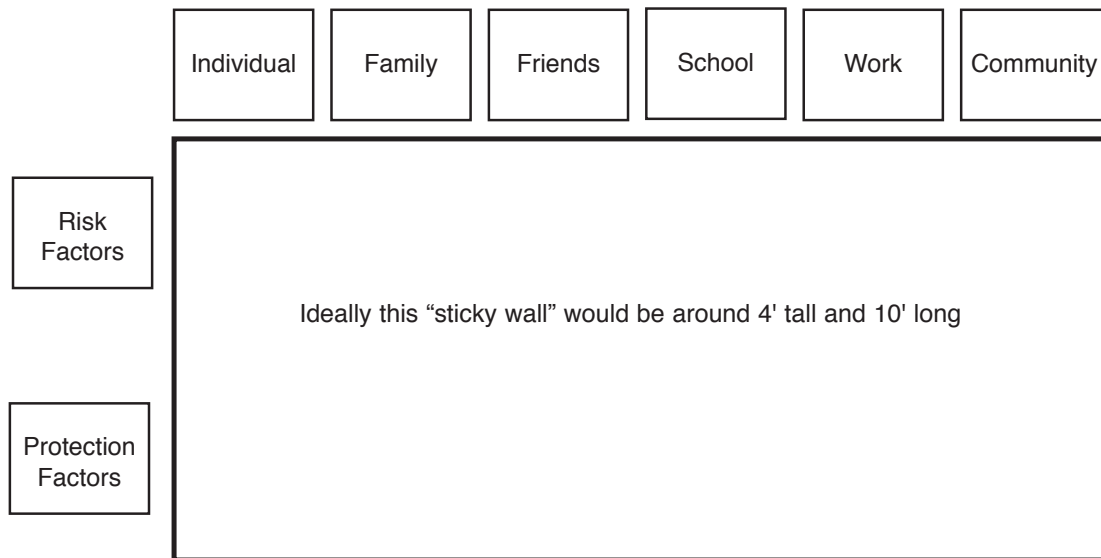 Individual
Family
Friends
School
Work
Community
Risk
Factors
Ideally this “sticky wall” would be around 4' tall and 10' long
Protection
Factors